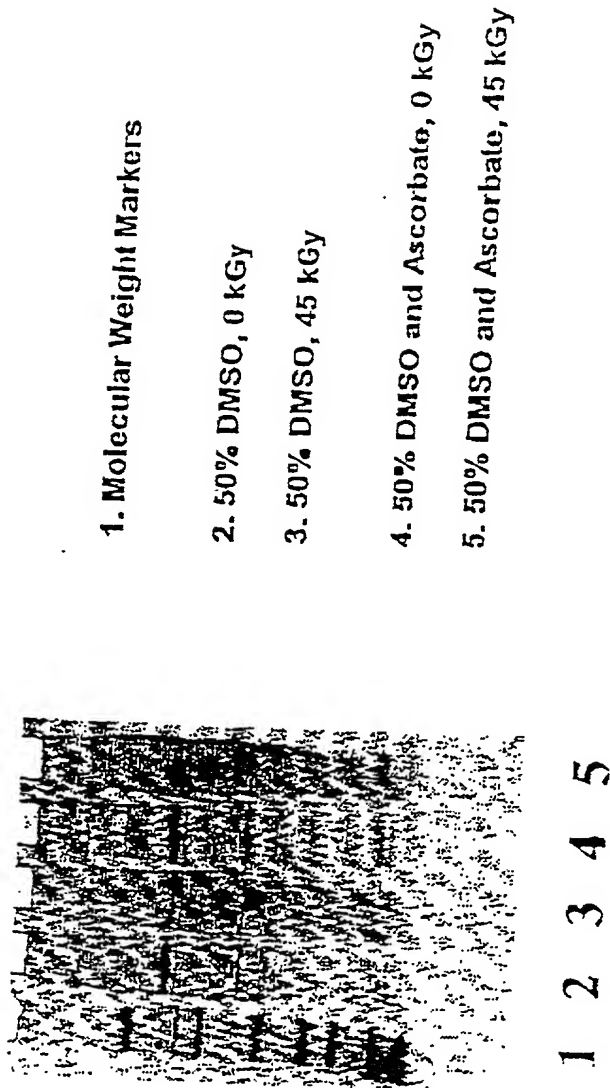 1. Molecular Weight Markers
2. 50% DMSO, 0 kGy
3. 50% DMSO, 45 kGy
4. 50% DMSO and Ascorbate, 0 kGy
5. 50% DMSO and Ascorbate, 45 kGy
1 2 3 4 5